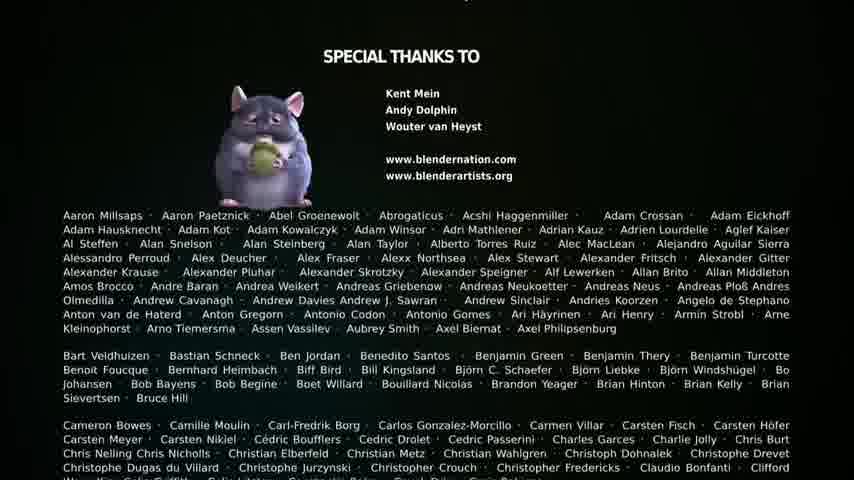 SPECIAL THANKS TO
Kent Mein
Andy Dolphin
Wouter van Heyst
www.blendernation.com
www.blenderartists.org
Aaron Millsaps · Aaron Paetznick · Abel Groenewolt · Abrogaticus · Acshi Haggenmiller · Adam Crossan · Adam Eickhoff
Adam Hausknecht · Adam Kot · Adam Kowalczyk · Adam Winsor · Adn Mathlener · Adrian Kauz · Adrien Lourdelle · Aglef Kaiser
Al Steffen · Alan Snelson · Alan Steinberg · Alan Taylor · Alberto Torres Ruiz · Alec MacLean · Alejandro Aguilar Sierra
Alessandro Perroud · Alex Deucher · Alex Fraser · Alexx Northsea · Alex Stewart · Alexander Fritsch · Alexander Gitter
Alexander Krause · Alexander Pluhar · Alexander Skrotzky · Alexander Speigner · Alf Lewerken · Allan Brito · Allan Middleton
Amos Brocco · Andre Baran · Andrea Weikert · Andreas Griebenow · Andreas Neukoetter · Andreas Neus · Andreas Ploß Andres
Olmedilla · Andrew Cavanagh · Andrew Davies Andrew J. Sawran · Andrew Sinclair · Andries Koorzen · Angelo de Stephano
Anton van de Haterd · Anton Gregorn · Antonio Codon · Antonio Gomes · Ari Häyrinen · Ari Henry · Armin Strobl · Arne
Kleinophorst · Arno Tiemersma · Assen Vassilev · Aubrey Smith · Axel Biernat · Axel Philipsenburg
Bart Veldhuizen · Bastian Schneck · Ben Jordan · Benedito Santos · Benjamin Green · Benjamin Thery · Benjamin Turcotte
Benoit Foucque · Bernhard Heimbach · Biff Bird · Bill Kingsland · Björn C. Schaefer · Björn Liebke · Björn Windshügel · Bo
Johansen · Bob Bayens · Bob Begine · Boet Willard · Bouillard Nicolas · Brandon Yeager · Brian Hinton · Brian Kelly · Brian
Sievertsen · Bruce Hill
Cameron Bowes · Camille Moulin · Carl-Fredrik Borg · Carlos Gonzalez-Morcillo · Carmen Villar · Carsten Fisch · Carsten Höfer
Carsten Meyer · Carsten Nikiel · Cédric Boufflers · Cedric Drolet · Cedric Passerini · Charles Garces · Charlie Jolly · Chris Burt
Chris Nelling Chris Nicholls · Christian Elberfeld · Christian Metz · Christian Wahlgren · Christoph Dohnalek · Christophe Drevet
Christophe Dugas du Villard · Christophe Jurzynski · Christopher Crouch · Christopher Fredericks · Claudio Bonfanti · Clifford